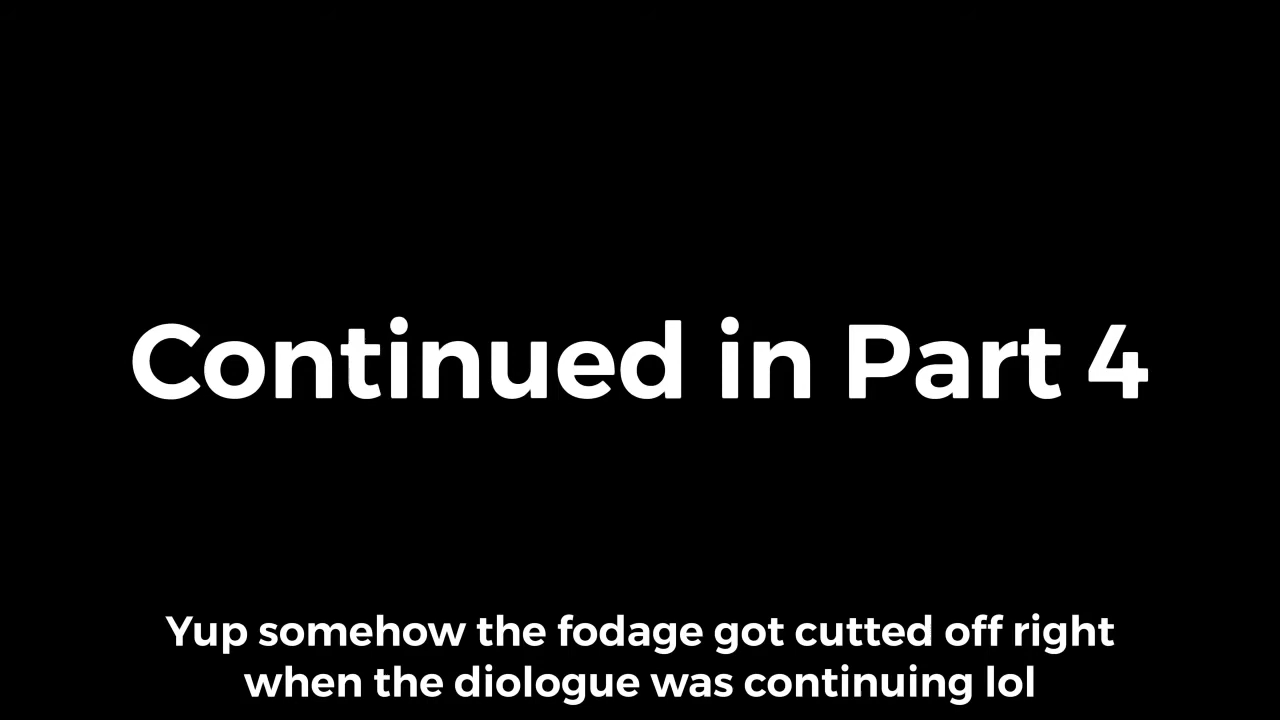 Continued in Part 4
Yup somehow the fodage got cutted off right
when the diologue was continuing lol